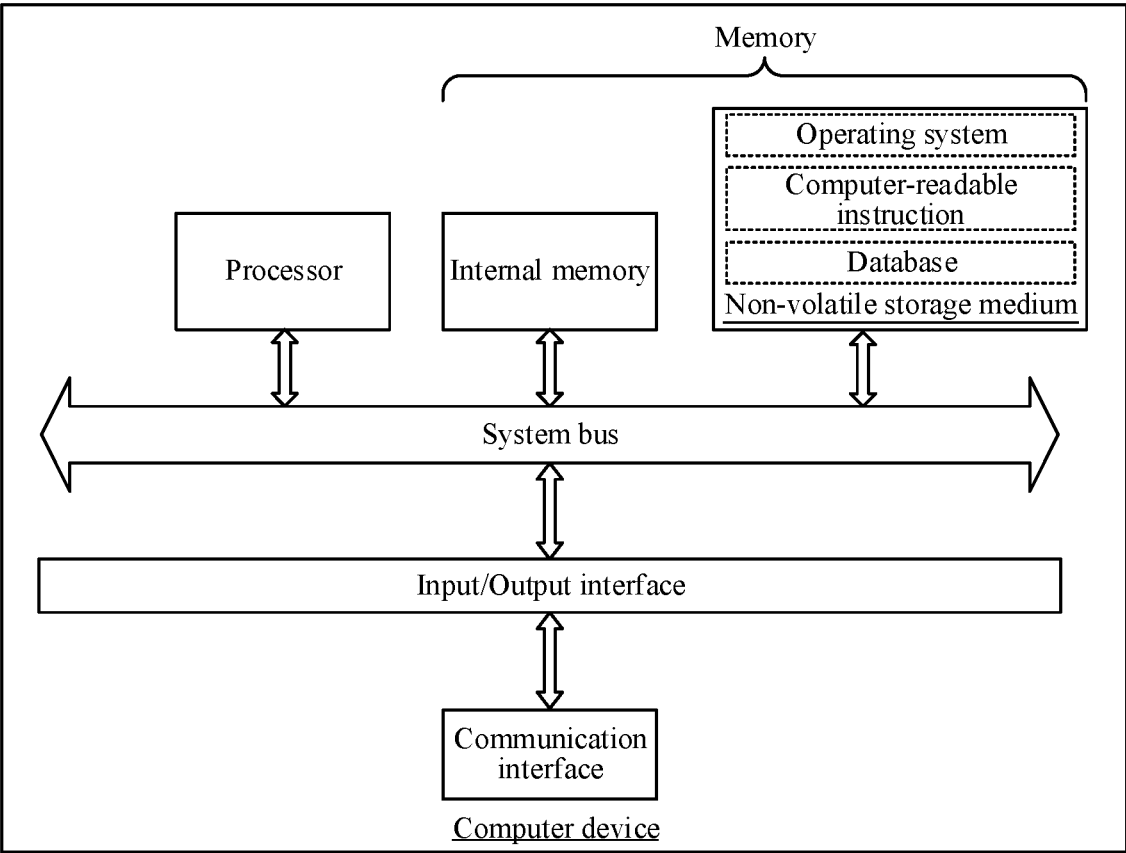 Memory
Operating system
Computer-readable
instruction
Database
Non-volatile storage medium
Processor
Internal memory
System bus
Input/Output interface
Communication
interface
Computer device